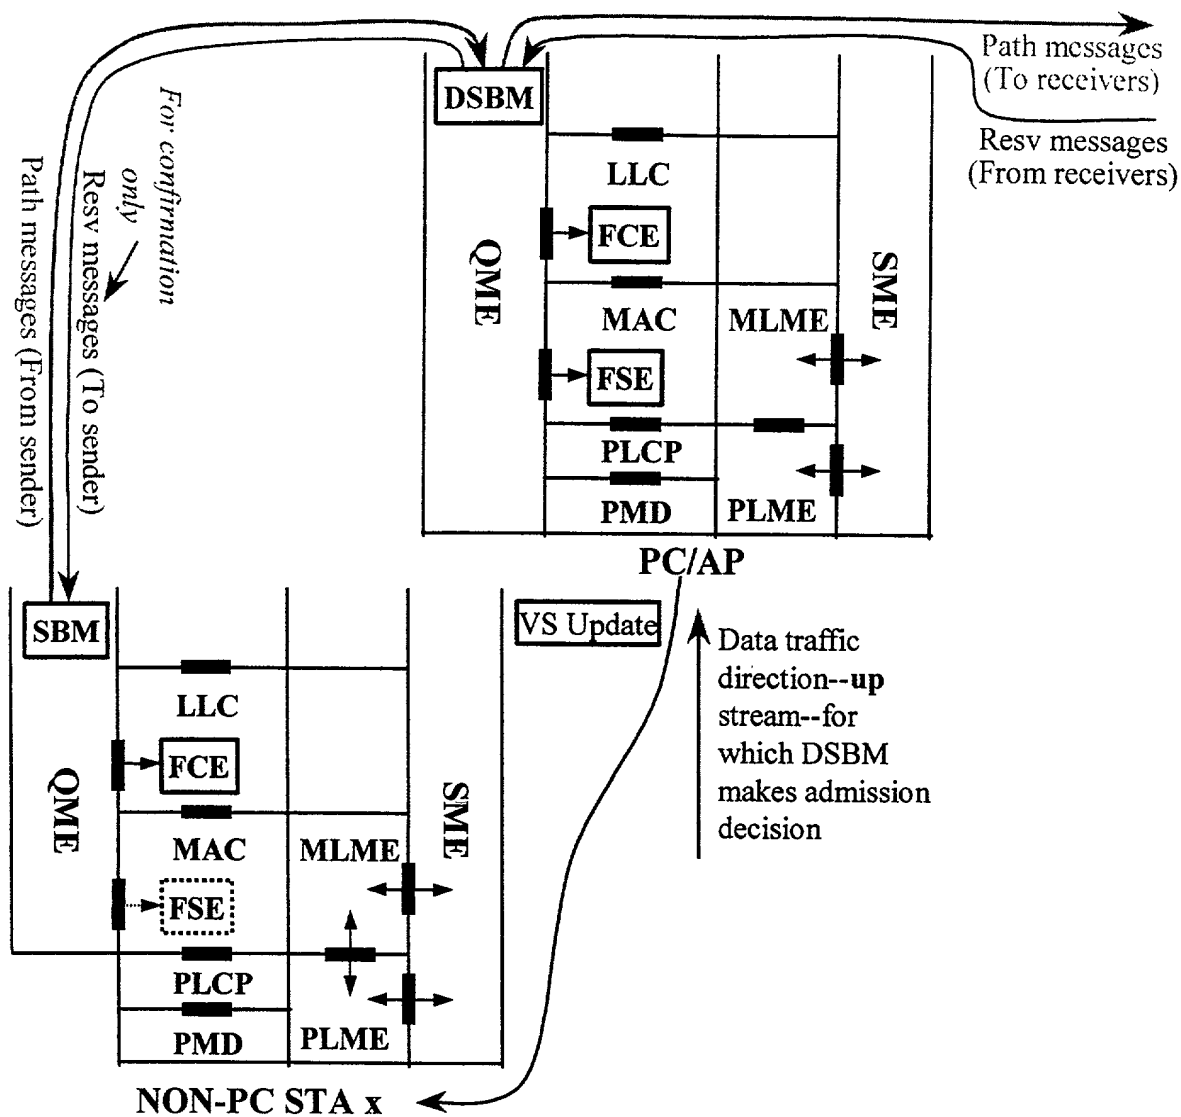 Path messages
(To receivers)
Resv messages
(From receivers)
DSBM
LLC
FCE
QME
SME
MAC
MLME
FSE
PLCP
PMD
PLME
PC/AP
For confirmation
only
Resv messages (To sender)
Path messages (From sender)
VS Update
Data traffic
direction--up
stream--for
which DSBM
makes admission
decision
SBM
LLC
FCE
QME
SME
MAC
MLME
FSE
PLCP
PMD
PLME
NON-PC STA x